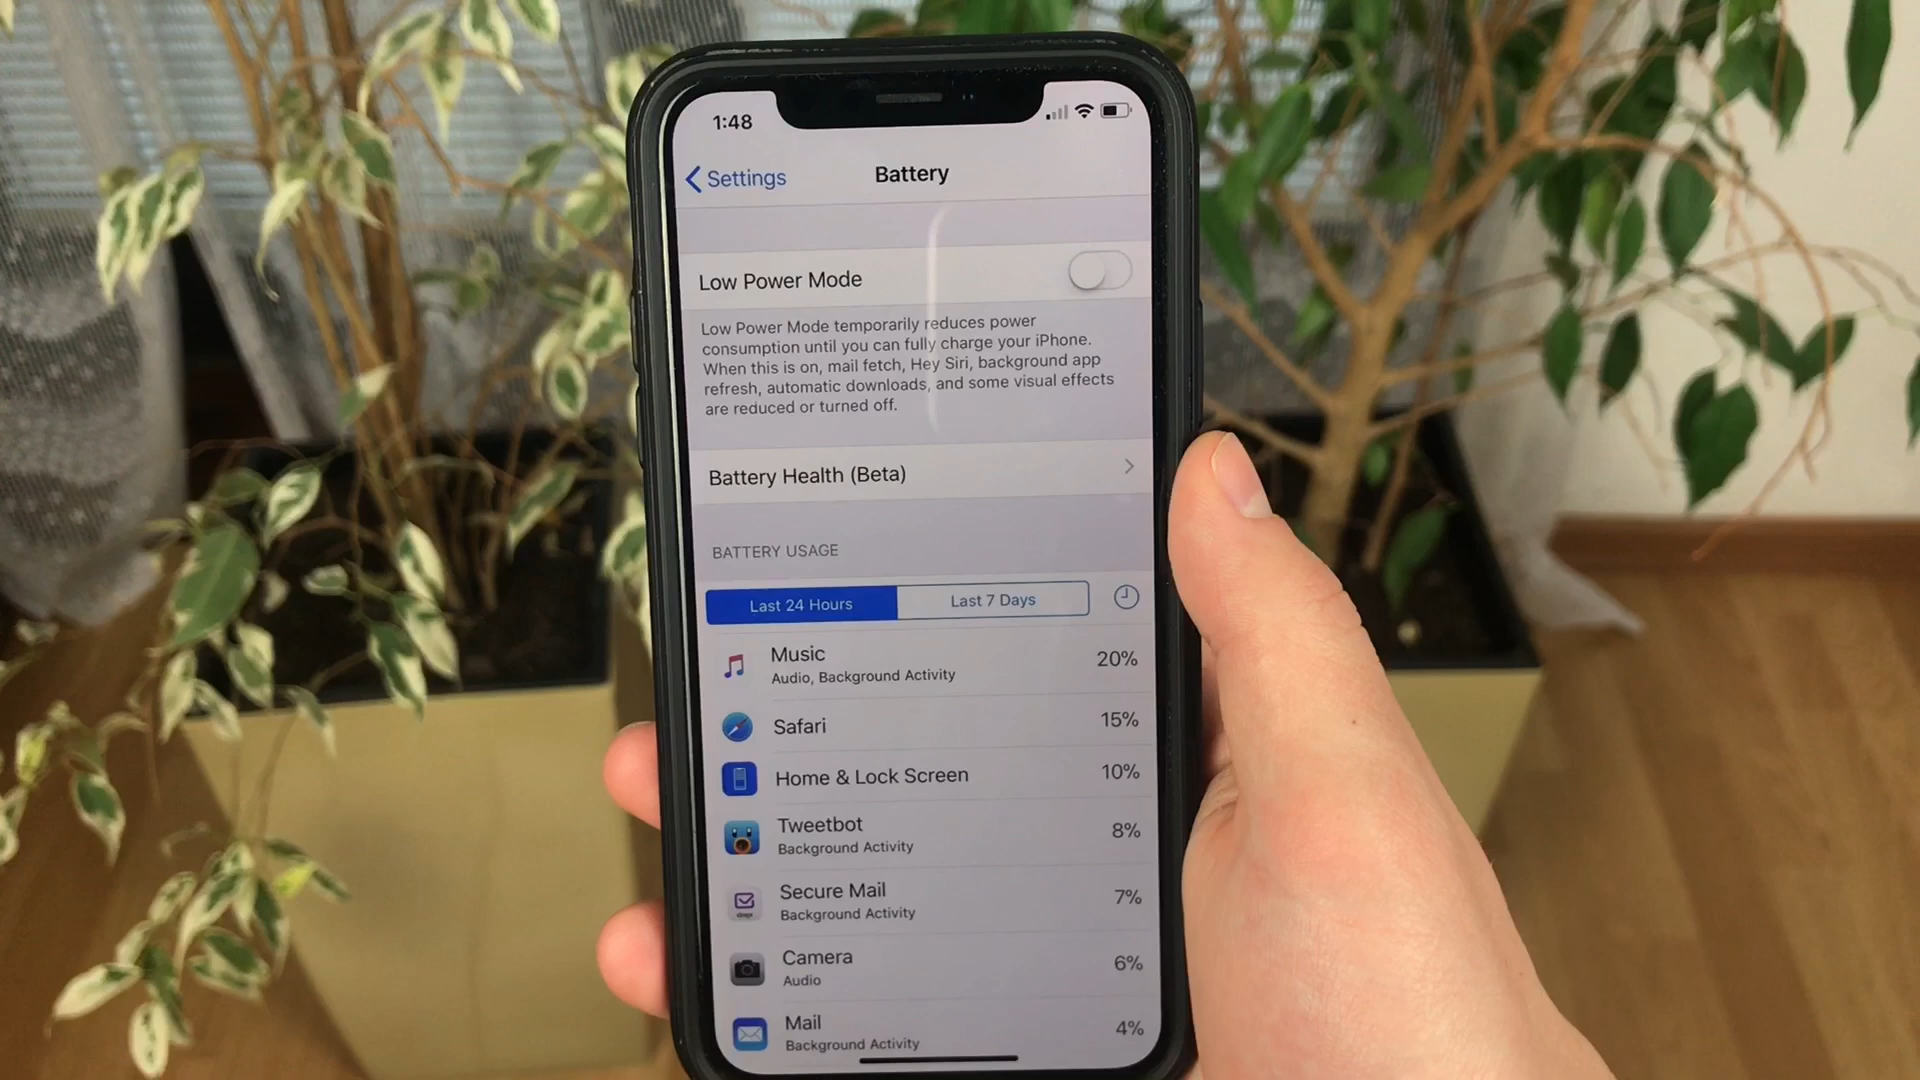 1:48
Settings
Battery
Low Power Mode
Low Power Mode temporarily reduces power
consumption until you can fully charge your iPhone.
When this is on, mail fetch, Hey Siri, background app
refresh, automatic downloads, and some visual effects
are reduced or turned off.
Battery Health (Beta)
BATTERY USAGE
Last 24 Hours
Last 7 Days
Music
20%
Audio, Background Activity
Safari
15%
Home & Lock Screen
10%
Tweetbot
8%
Background Activity
Secure Mail
7%
Background Activity
Camera
6%
Audio
Mail
4%
Background Activity